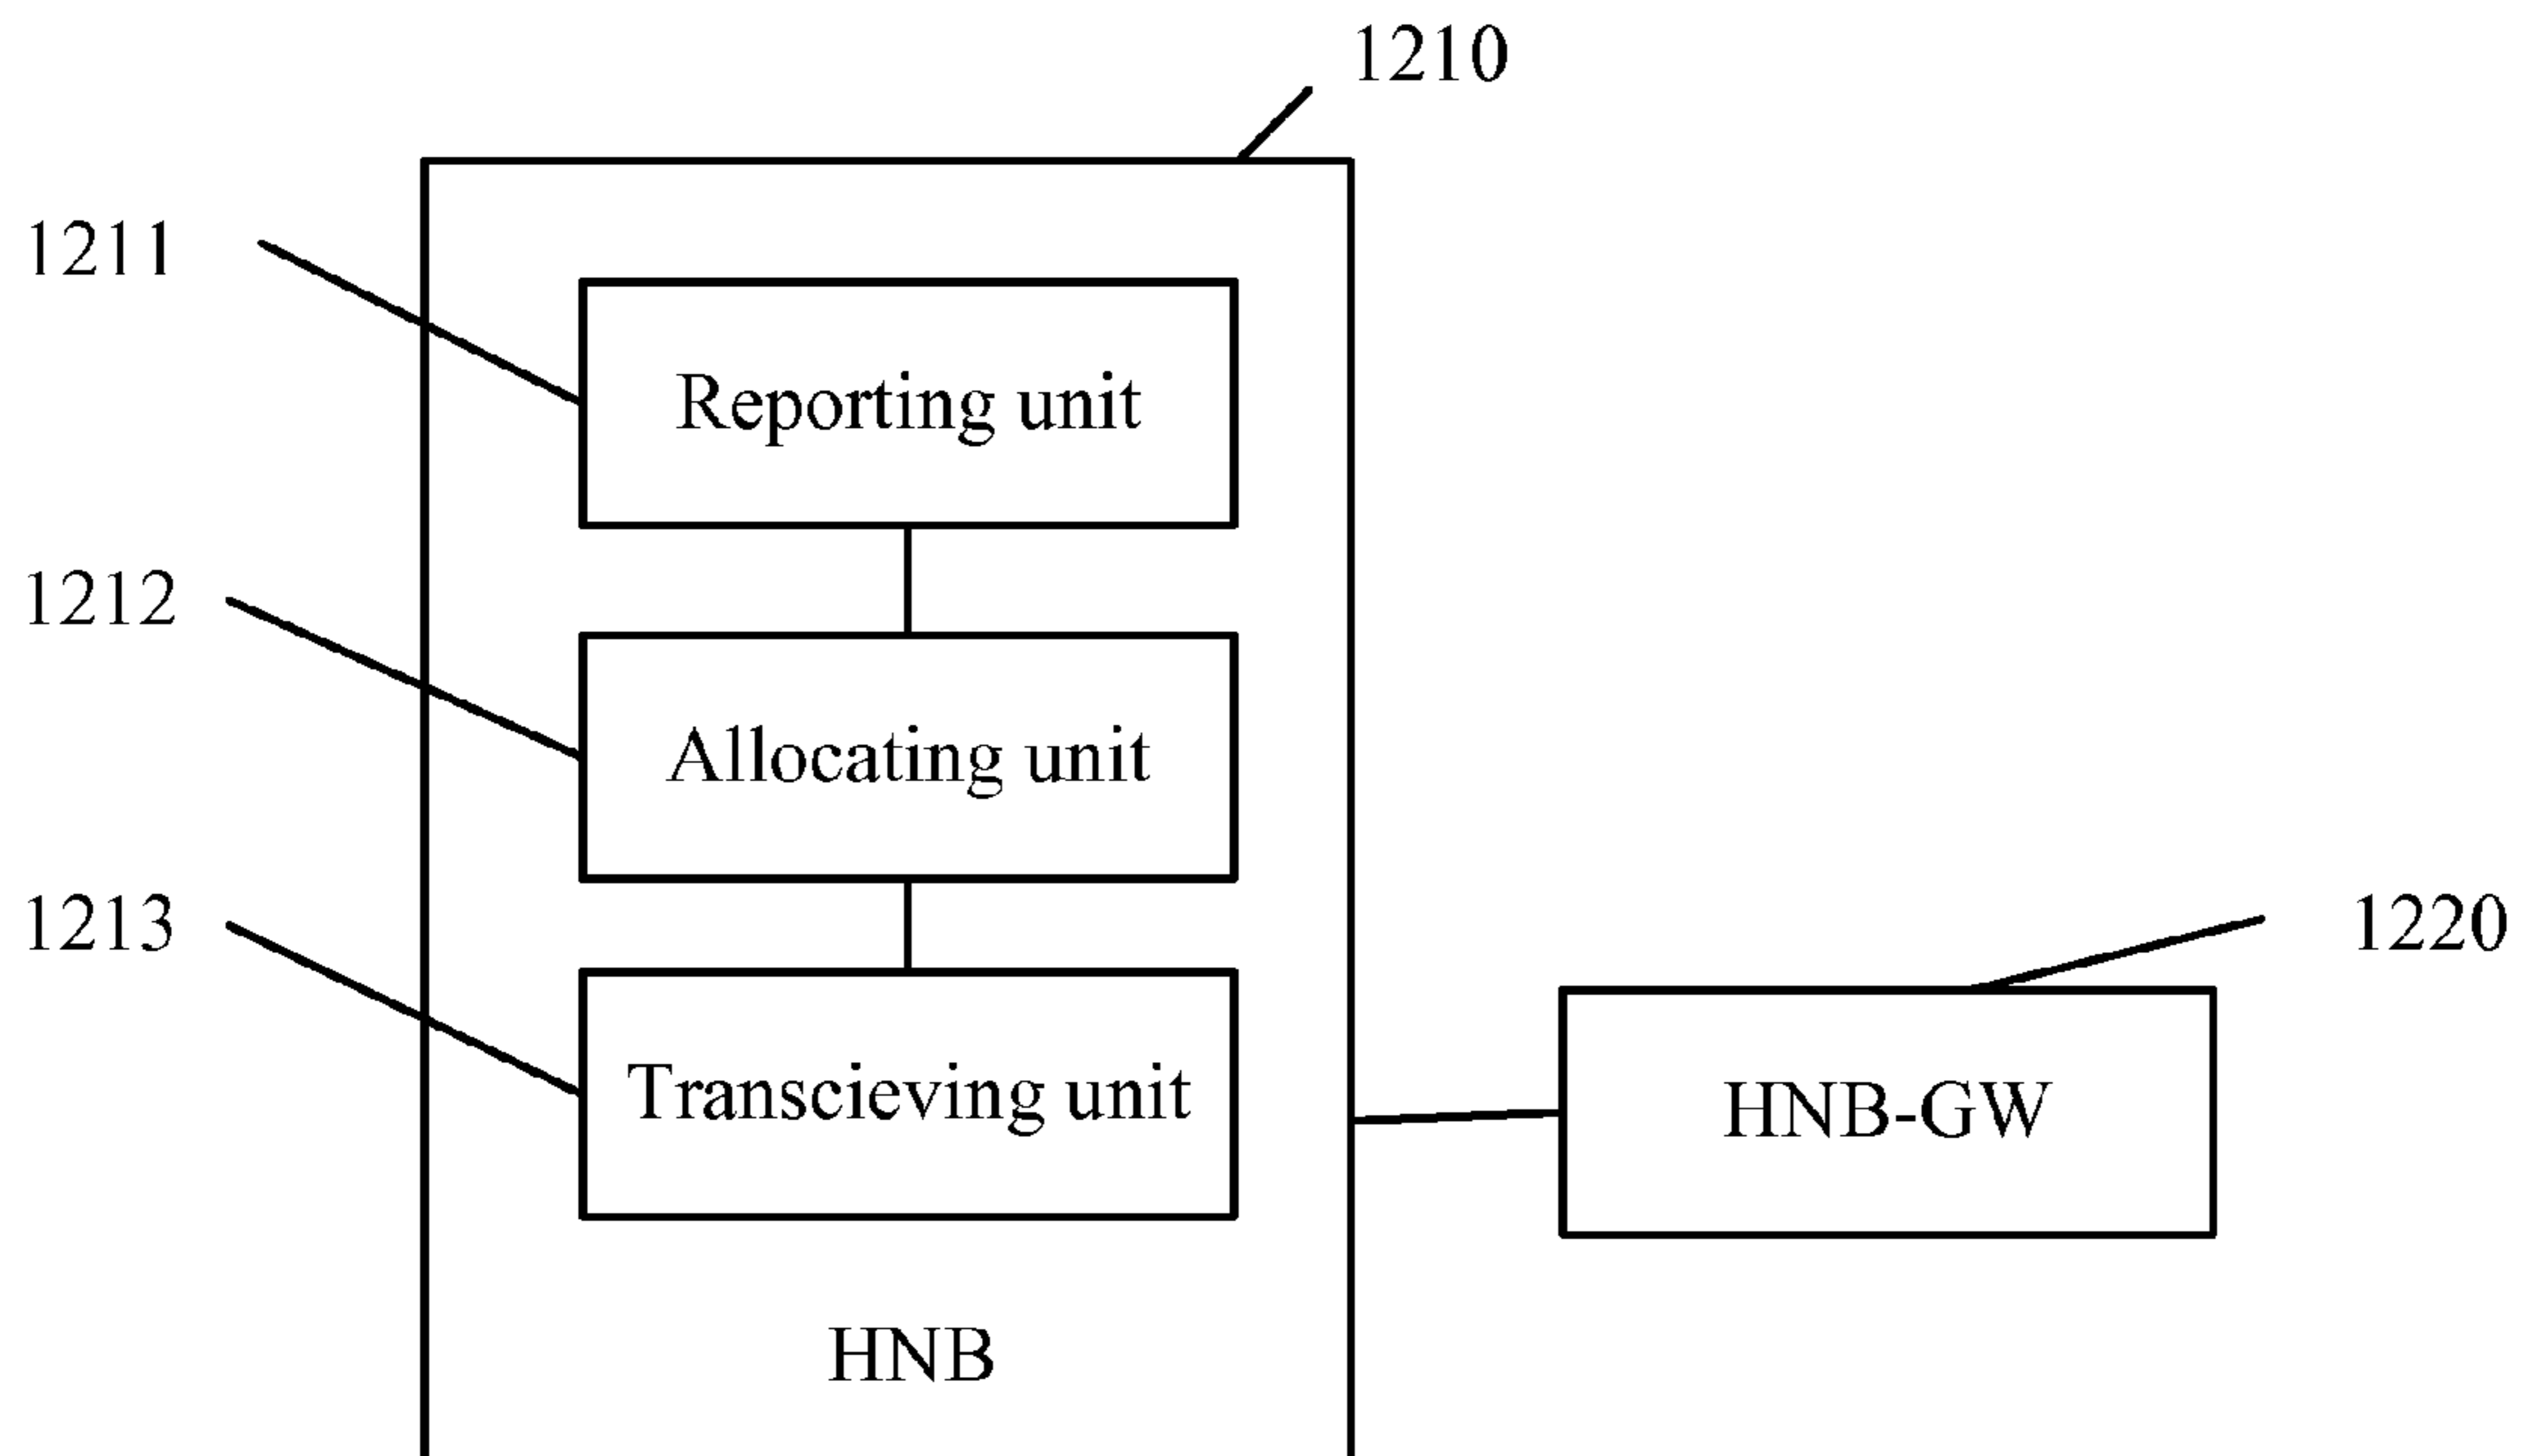 1210
1211
Reporting unit
1212
Allocating unit
1213
1220
Transcieving unit
HNB-GW
HNB